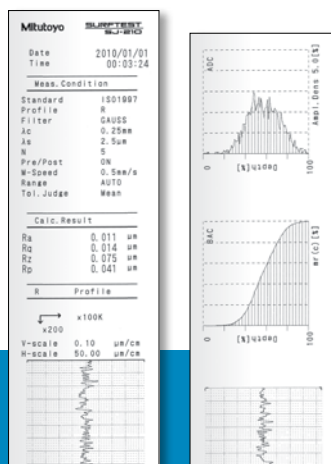 Mitutoyo SURFTEST
SJ-210
Date 2010/01/01
Time 00:03:24
Meas. Condition
Standard ISO1997
Profile R
Filter GAUSS
λc 0.25mm
λs 2.5µm
N 5
Pre/Post ON
M-Speed 0.5mm/s
Range AUTO
Tol. Judge Mean
Calc. Result
Ra 0.011 µm
Rq 0.014 µm
Rz 0.075 µm
Rp 0.041 µm
R Profile
x100K
x200
V-scale 0.10 µm/cm
H-scale 50.00 µm/cm
ADC
Ampl. Dens 5.0[%]
0 Depth[%] 100
BAC
mr(c)[%]
0 Depth[%] 100